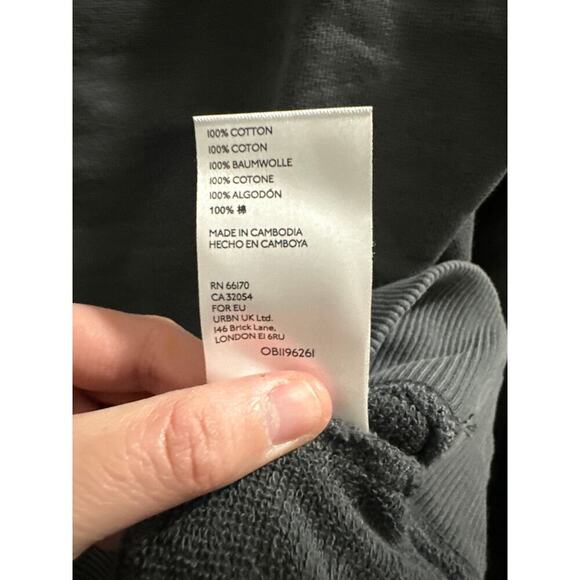 100% COTTON
100% COTON
100% BAUMWOLLE
100% COTONE
100% ALGODÓN
100% 棉
MADE IN CAMBODIA
HECHO EN CAMBOYA
RN 66170
CA 32054
FOR EU
URBN UK Ltd.
146 Brick Lane,
LONDON E1 6RU
OB1196261